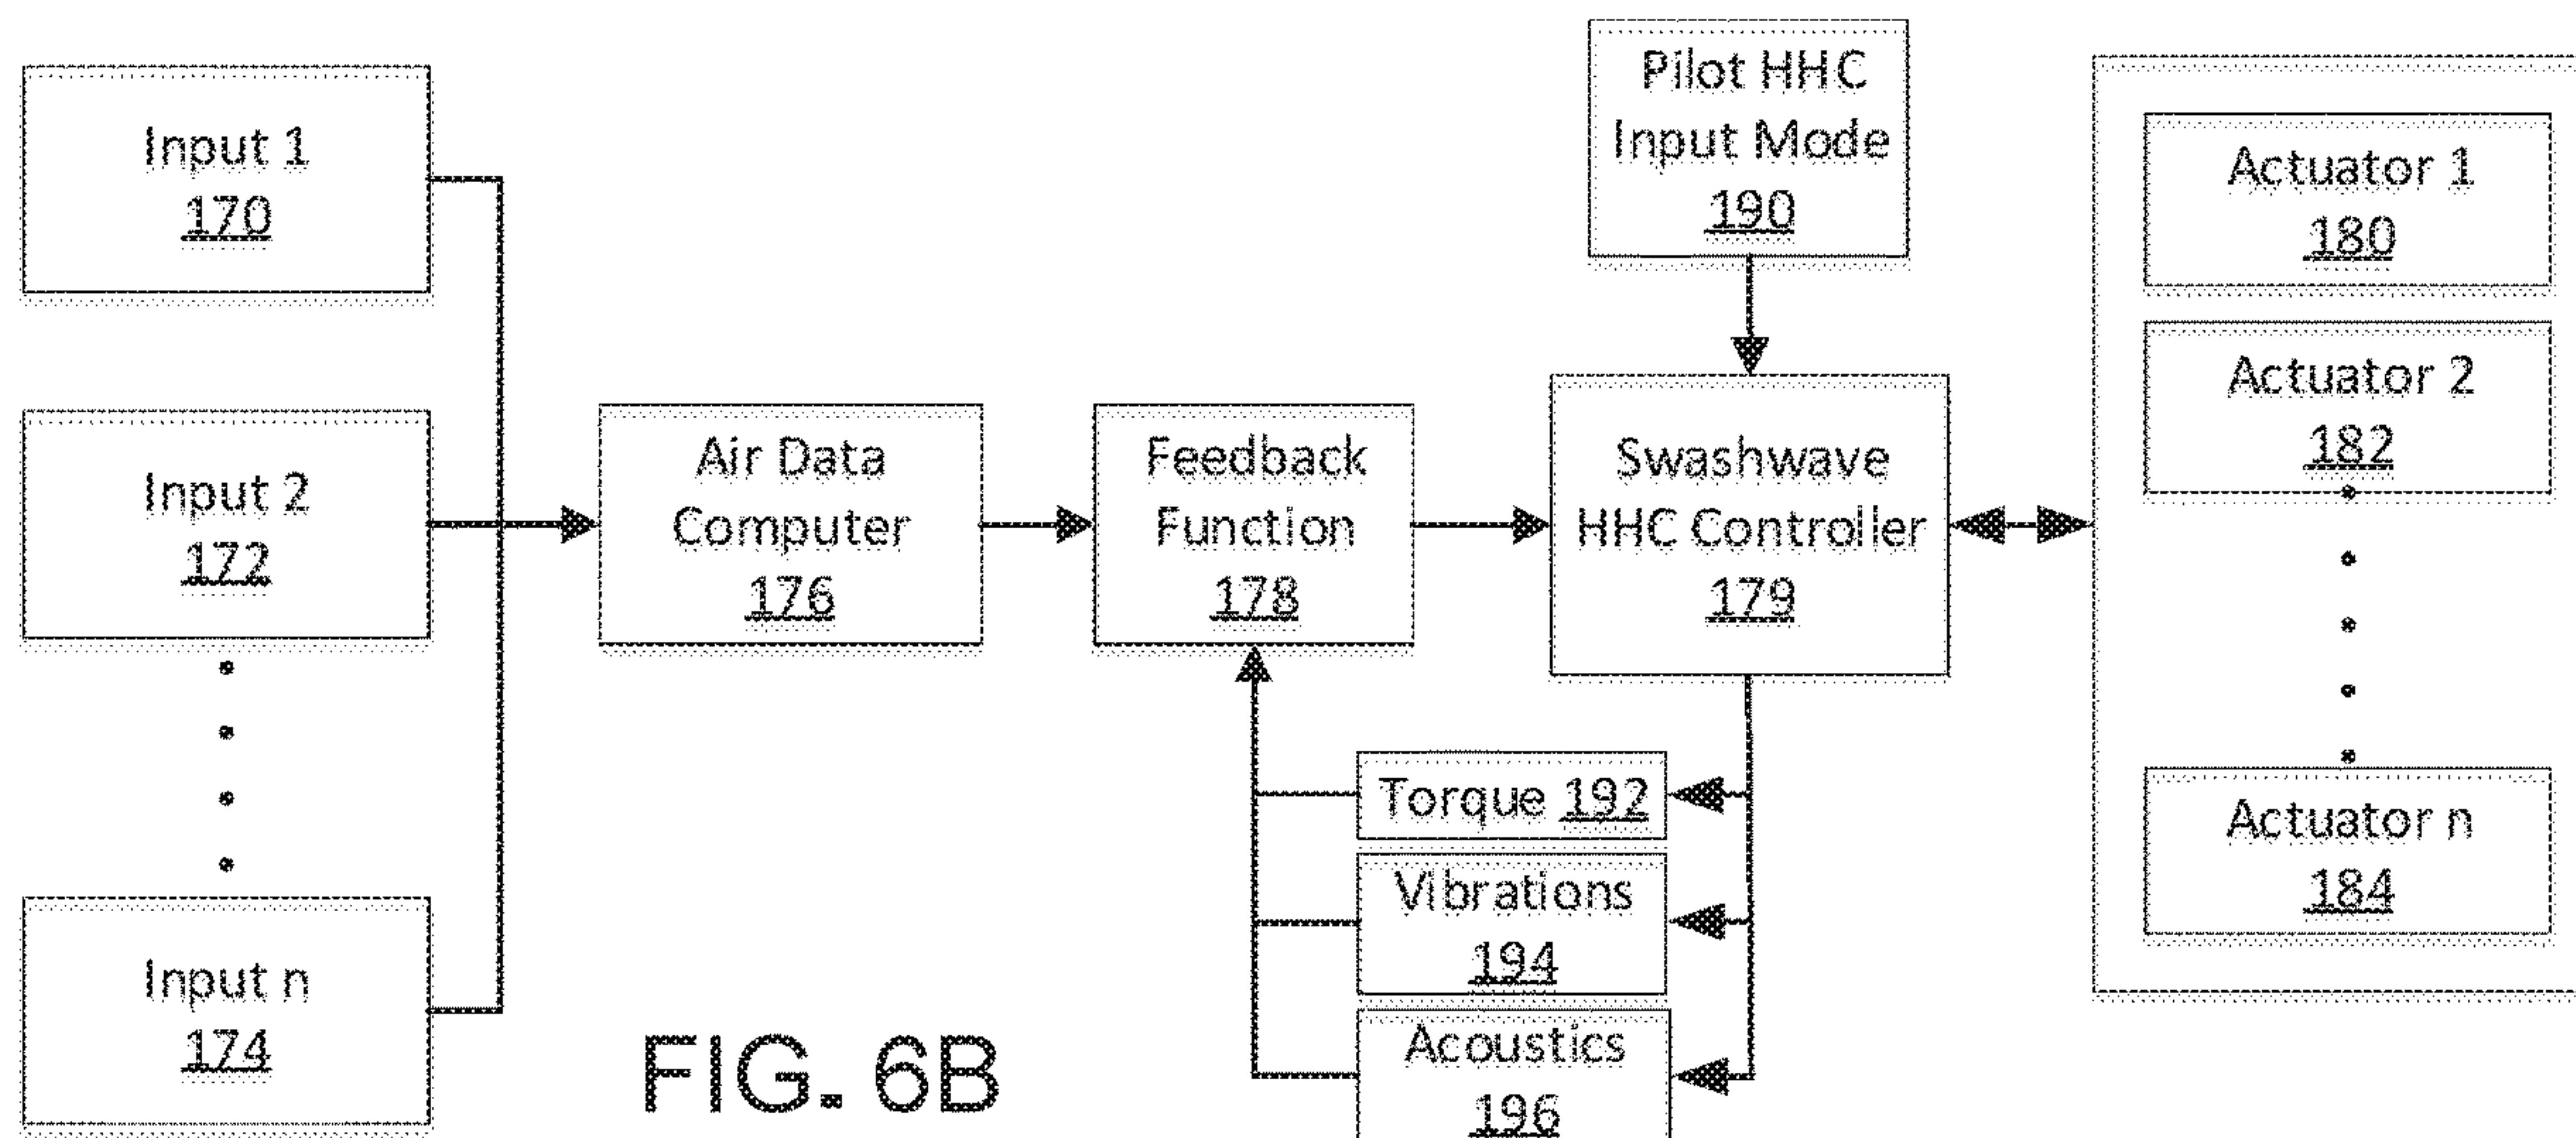 Input 1
170
Input 2
172
Input n
174
Air Data
Computer
176
Feedback
Function
178
Pilot HHC
Input Mode
190
Swashwave
HHC Controller
179
Torque 192
Vibrations
194
Acoustics
196
Actuator 1
180
Actuator 2
182
Actuator n
184
FIG. 6B